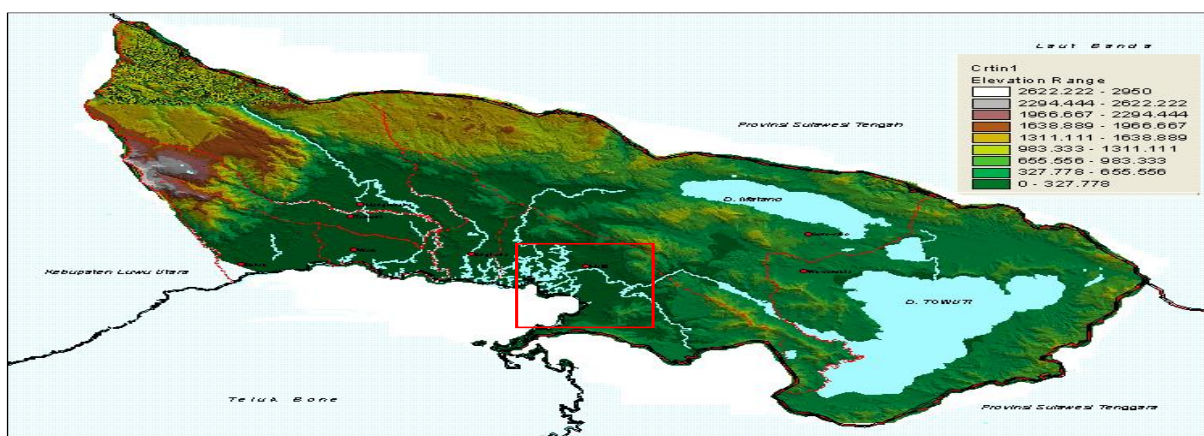 Laut Banda
Crtin1
Elevation Range
2622.222 - 2950
2294.444 - 2622.222
1966.667 - 2294.444
1638.889 - 1966.667
1311.111 - 1638.889
983.333 - 1311.111
655.556 - 983.333
327.778 - 655.556
0 - 327.778
Provinsi Sulawesi Tengah
D. Matano
Kebupaten Luwu Utara
D. TOWUTI
Teluk Bone
Provinsi Sulawesi Tenggara